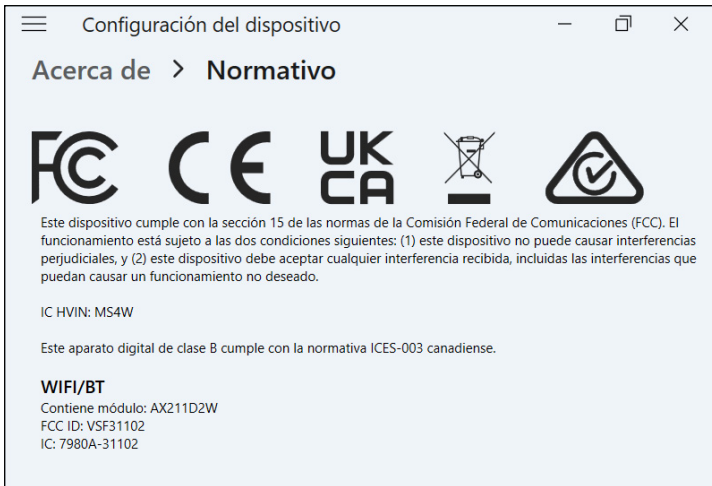 Configuración del dispositivo
Acerca de > Normativo
FC CE UK CA
Este dispositivo cumple con la sección 15 de las normas de la Comisión Federal de Comunicaciones (FCC). El
funcionamiento está sujeto a las dos condiciones siguientes: (1) este dispositivo no puede causar interferencias
perjudiciales, y (2) este dispositivo debe aceptar cualquier interferencia recibida, incluidas las interferencias que
puedan causar un funcionamiento no deseado.
IC HVIN: MS4W
Este aparato digital de clase B cumple con la normativa ICES-003 canadiense.
WIFI/BT
Contiene módulo: AX211D2W
FCC ID: VSF31102
IC: 7980A-31102